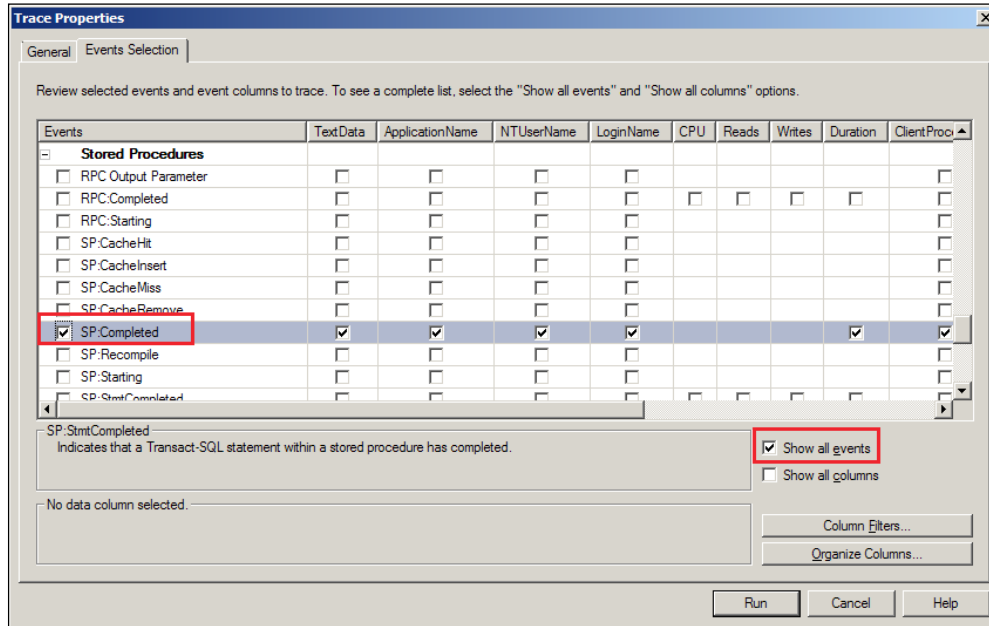 Trace Properties
General Events Selection
Review selected events and event columns to trace. To see a complete list, select the "Show all events" and "Show all columns" options.
Events TextData ApplicationName NTUserName LoginName CPU Reads Writes Duration ClientProc
Stored Procedures
RPC Output Parameter
RPC:Completed
RPC:Starting
SP:CacheHit
SP:CacheInsert
SP:CacheMiss
SP:CacheRemove
SP:Completed
SP:Recompile
SP:Starting
SP:StmtCompleted
SP:StmtCompleted
Indicates that a Transact-SQL statement within a stored procedure has completed.
Show all events
Show all columns
No data column selected.
Column Filters...
Organize Columns...
Run Cancel Help